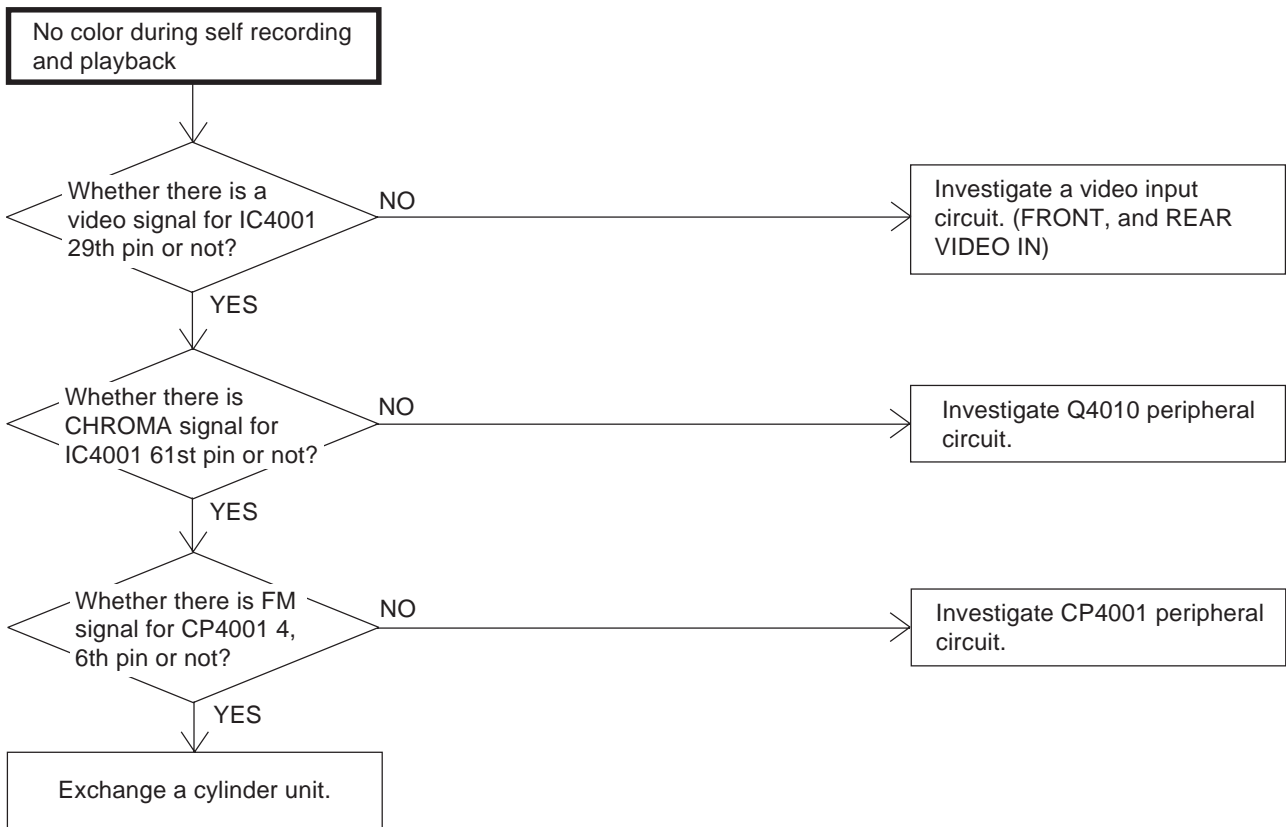 No color during self recording
and playback
Whether there is a
video signal for IC4001
29th pin or not?
NO
Investigate a video input
circuit. (FRONT, and REAR
VIDEO IN)
YES
Whether there is
CHROMA signal for
IC4001 61st pin or not?
NO
Investigate Q4010 peripheral
circuit.
YES
Whether there is FM
signal for CP4001 4,
6th pin or not?
NO
Investigate CP4001 peripheral
circuit.
YES
Exchange a cylinder unit.